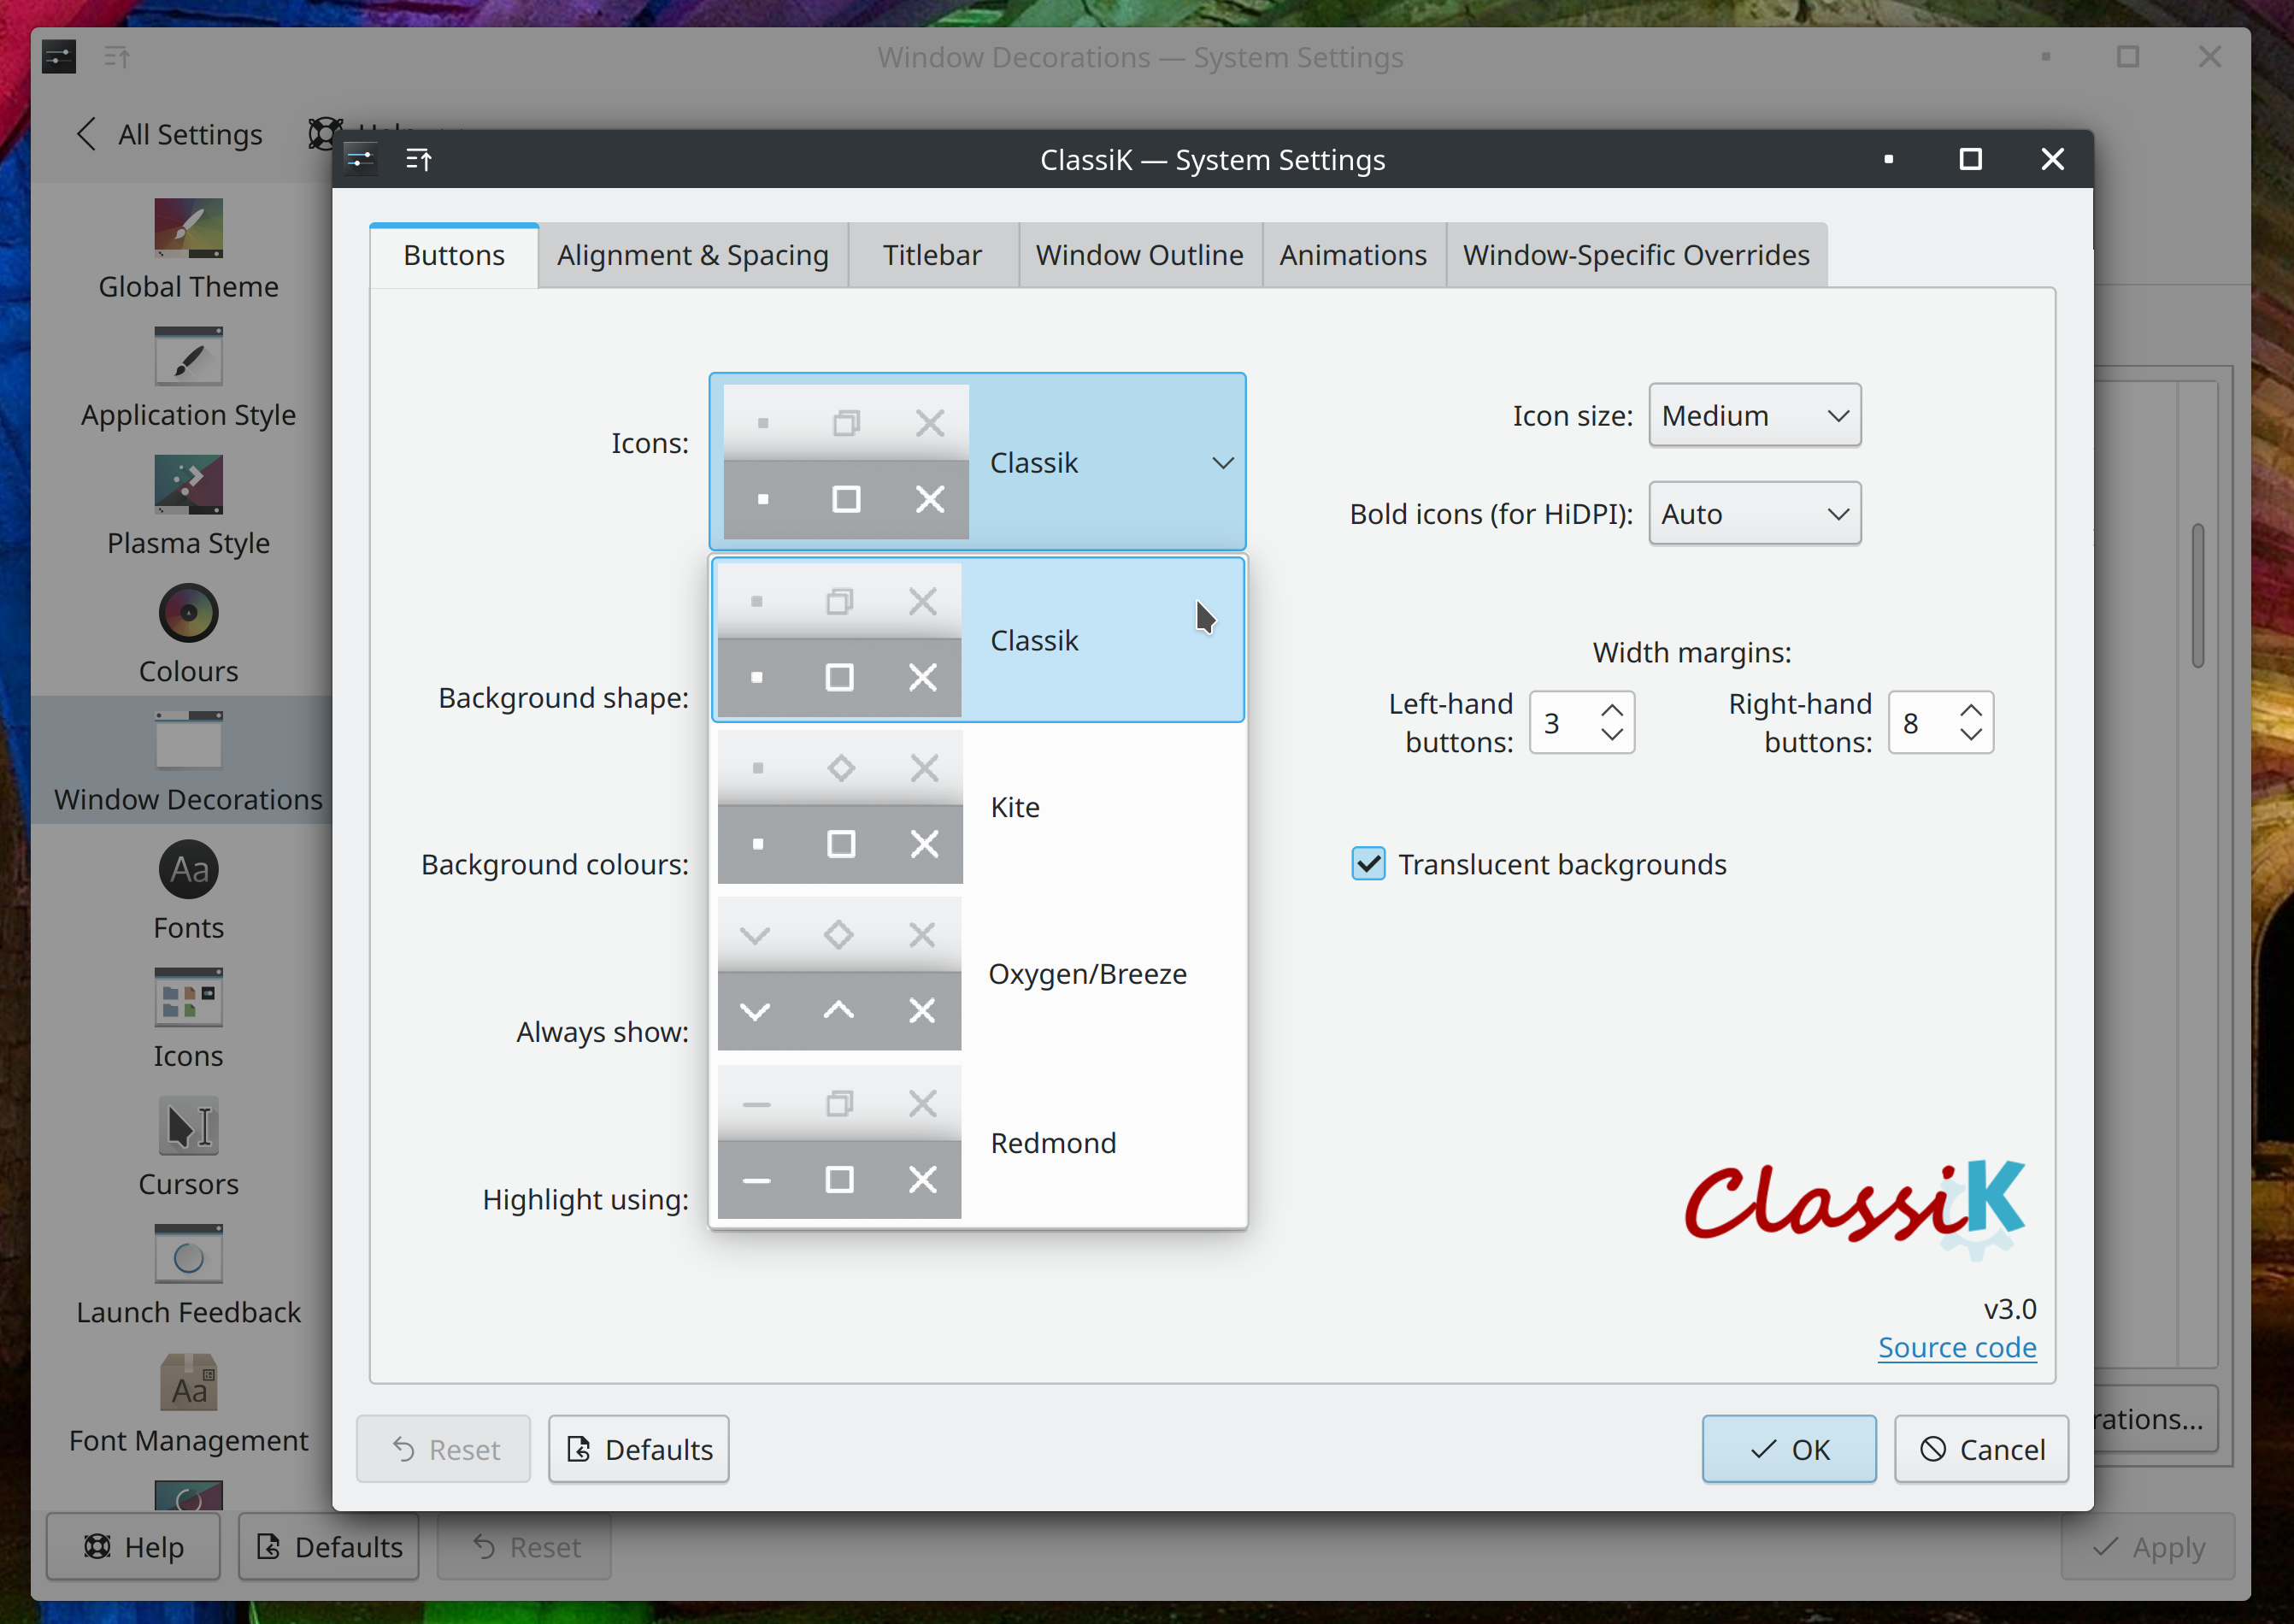 Window Decorations — System Settings
All Settings
ClassiK — System Settings
Buttons
Alignment & Spacing
Titlebar
Window Outline
Animations
Window-Specific Overrides
Global Theme
Application Style
Plasma Style
Colours
Window Decorations
Aa
Fonts
Icons
Cursors
Launch Feedback
Aa
Font Management
Icons:
Classik
Icon size:
Medium
Bold icons (for HiDPI):
Auto
Classik
Kite
Oxygen/Breeze
Redmond
Background shape:
Width margins:
Left-hand
buttons:
3
Right-hand
buttons:
8
Background colours:
Translucent backgrounds
Always show:
Highlight using:
ClassiK
v3.0
Source code
rations...
Reset
Defaults
OK
Cancel
Help
Defaults
Reset
Apply